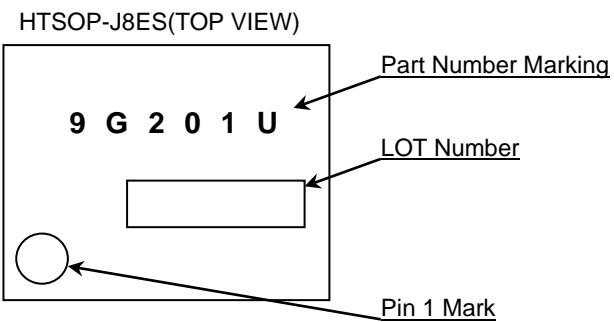 HTSOP-J8ES(TOP VIEW)
Part Number Marking
9 G 2 0 1 U
LOT Number
Pin 1 Mark